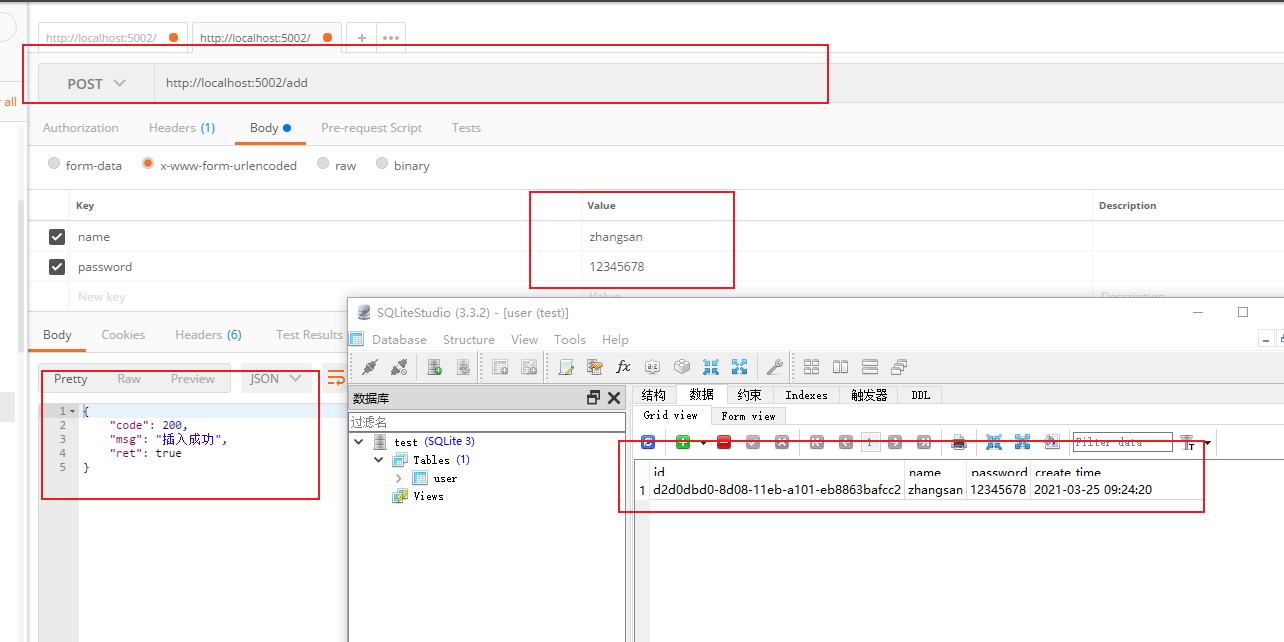 http://localhost:5002/ http://localhost:5002/ + •••
POST http://localhost:5002/add
all
Authorization Headers (1) Body Pre-request Script Tests
form-data x-www-form-urlencoded raw binary
Key Value Description
name zhangsan
password 12345678
New key Value Description
Body Cookies Headers (6) Test Results
Pretty Raw Preview JSON
1 {
2 "code": 200,
3 "msg": "插入成功",
4 "ret": true
5 }
SQLiteStudio (3.3.2) - [user (test)]
Database Structure View Tools Help
数据库
过滤名
test (SQLite 3)
Tables (1)
user
Views
结构 数据 约束 Indexes 触发器 DDL
Grid view Form view
1 Filter data
id name password create_time
1 d2d0dbd0-8d08-11eb-a101-eb8863bafcc2 zhangsan 12345678 2021-03-25 09:24:20